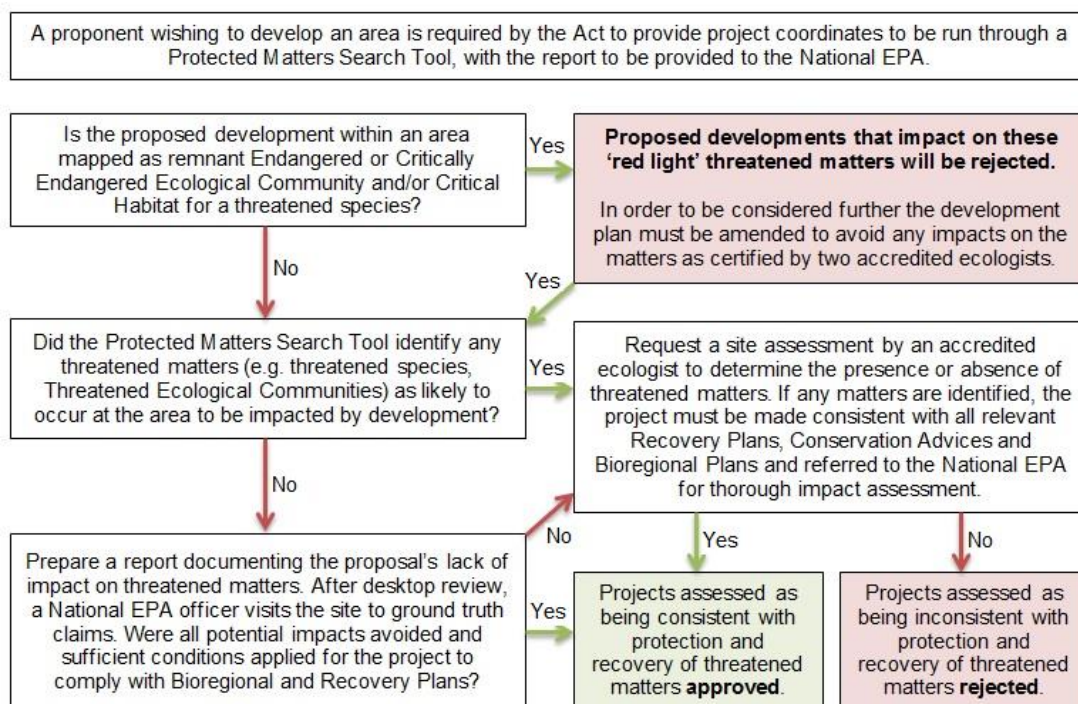 A proponent wishing to develop an area is required by the Act to provide project coordinates to be run through a
Protected Matters Search Tool, with the report to be provided to the National EPA.
Is the proposed development within an area
mapped as remnant Endangered or Critically
Endangered Ecological Community and/or Critical
Habitat for a threatened species?
Yes
Proposed developments that impact on these
‘red light’ threatened matters will be rejected.
In order to be considered further the development
plan must be amended to avoid any impacts on the
matters as certified by two accredited ecologists.
No
Yes
Did the Protected Matters Search Tool identify any
threatened matters (e.g. threatened species,
Threatened Ecological Communities) as likely to
occur at the area to be impacted by development?
Yes
Request a site assessment by an accredited
ecologist to determine the presence or absence of
threatened matters. If any matters are identified, the
project must be made consistent with all relevant
Recovery Plans, Conservation Advices and
Bioregional Plans and referred to the National EPA
for thorough impact assessment.
No
No
Yes
No
Prepare a report documenting the proposal’s lack of
impact on threatened matters. After desktop review,
a National EPA officer visits the site to ground truth
claims. Were all potential impacts avoided and
sufficient conditions applied for the project to
comply with Bioregional and Recovery Plans?
Yes
Projects assessed as
being consistent with
protection and
recovery of threatened
matters approved.
Projects assessed as
being inconsistent with
protection and
recovery of threatened
matters rejected.